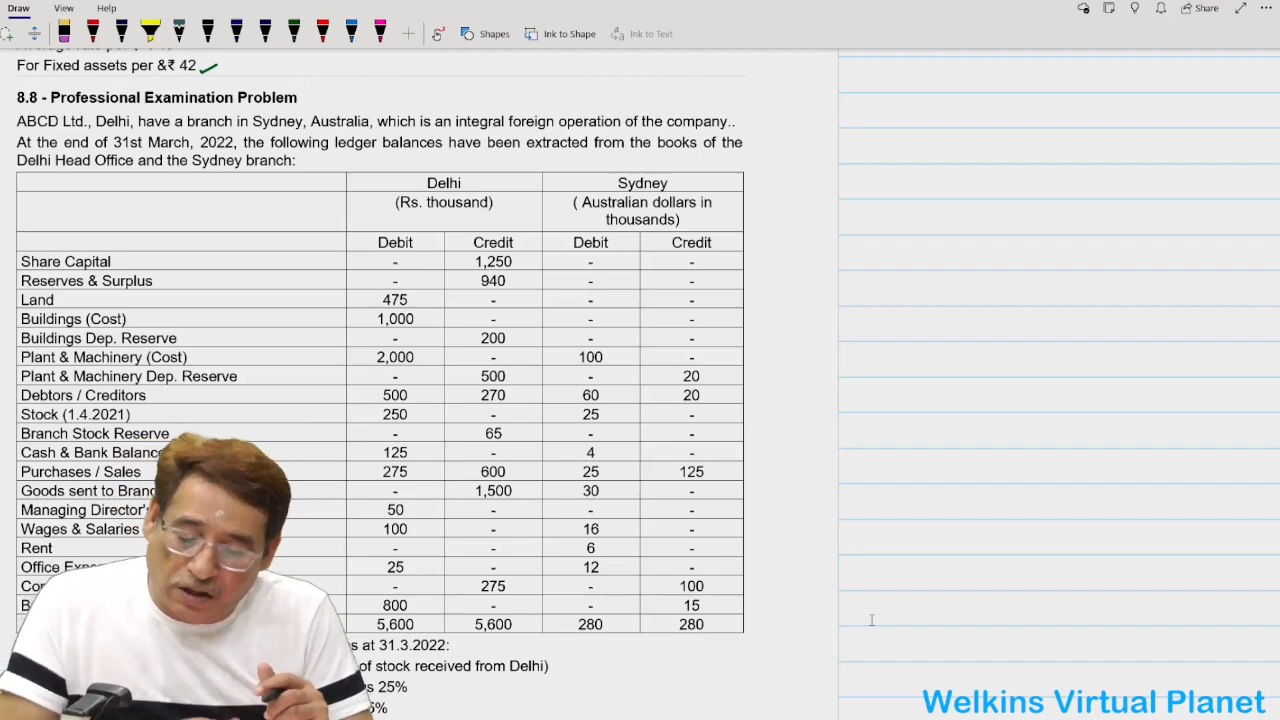 Draw View Help
Share
Shapes Ink to Shape Ink to Text
For Fixed assets per &₹ 42
8.8 - Professional Examination Problem
ABCD Ltd., Delhi, have a branch in Sydney, Australia, which is an integral foreign operation of the company..
At the end of 31st March, 2022, the following ledger balances have been extracted from the books of the
Delhi Head Office and the Sydney branch:
Delhi Sydney
(Rs. thousand) ( Australian dollars in
thousands)
Debit Credit Debit Credit
Share Capital - 1,250 - -
Reserves & Surplus - 940 - -
Land 475 - - -
Buildings (Cost) 1,000 - - -
Buildings Dep. Reserve - 200 - -
Plant & Machinery (Cost) 2,000 - 100 -
Plant & Machinery Dep. Reserve - 500 - 20
Debtors / Creditors 500 270 60 20
Stock (1.4.2021) 250 - 25 -
Branch Stock Reserve - 65 - -
Cash & Bank Balance 125 - 4 -
Purchases / Sales 275 600 25 125
Goods sent to - 1,500 30 -
Managing Director's 50 - - -
Wages & Salaries 100 - 16 -
Rent - - 6 -
Office 25 - 12 -
- 275 - 100
800 - - 15
5,600 5,600 280 280
s at 31.3.2022:
of stock received from Delhi)
25%
5%
Welkins Virtual Planet